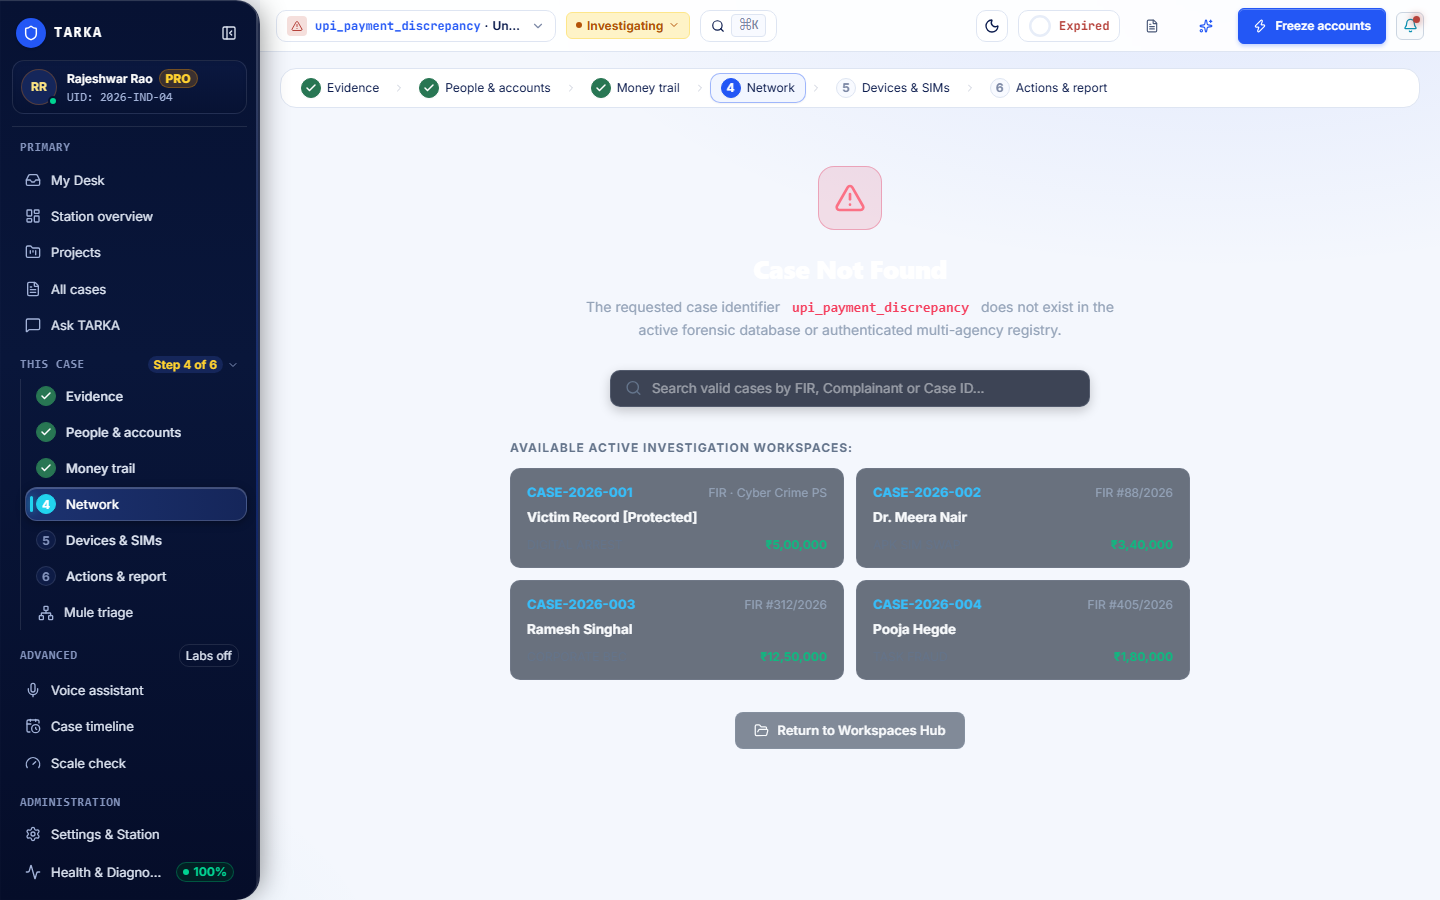 TARKA
RR
Rajeshwar Rao PRO
UID: 2026-IND-04
PRIMARY
My Desk
Station overview
Projects
All cases
Ask TARKA
THIS CASE Step 4 of 6
Evidence
People & accounts
Money trail
4 Network
5 Devices & SIMs
6 Actions & report
Mule triage
ADVANCED Labs off
Voice assistant
Case timeline
Scale check
ADMINISTRATION
Settings & Station
Health & Diagno... 100%
upi_payment_discrepancy · Un... Investigating ⌘K Expired Freeze accounts
Evidence People & accounts Money trail 4 Network 5 Devices & SIMs 6 Actions & report
Case Not Found
The requested case identifier upi_payment_discrepancy does not exist in the
active forensic database or authenticated multi-agency registry.
Search valid cases by FIR, Complainant or Case ID...
AVAILABLE ACTIVE INVESTIGATION WORKSPACES:
CASE-2026-001 FIR · Cyber Crime PS
Victim Record [Protected]
₹5,00,000
CASE-2026-002 FIR #88/2026
Dr. Meera Nair
₹3,40,000
CASE-2026-003 FIR #312/2026
Ramesh Singhal
₹12,50,000
CASE-2026-004 FIR #405/2026
Pooja Hegde
₹1,80,000
Return to Workspaces Hub